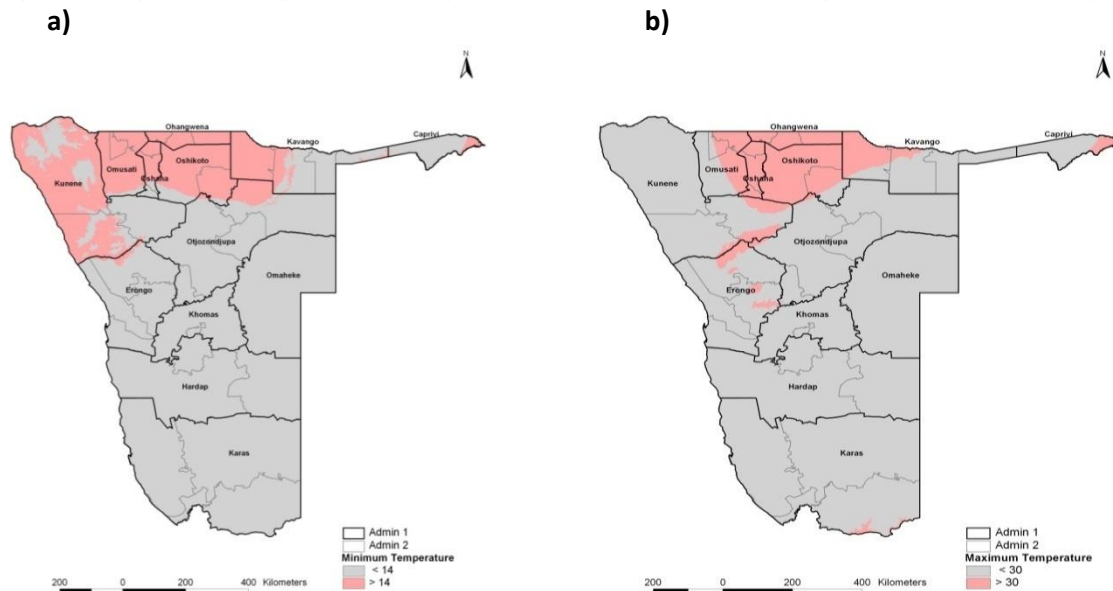 a)
N
Ohangwena
Caprivi
Kavango
Oshikoto
Omusati
Oshana
Kunene
Otjozondjupa
Omaheke
Erongo
Khomas
Hardap
Karas
Admin 1
Admin 2
Minimum Temperature
< 14
> 14
200 0 200 400 Kilometers
b)
N
Ohangwena
Caprivi
Kavango
Oshikoto
Omusati
Oshana
Kunene
Otjozondjupa
Omaheke
Erongo
Khomas
Hardap
Karas
Admin 1
Admin 2
Maximum Temperature
< 30
> 30
200 0 200 400 Kilometers